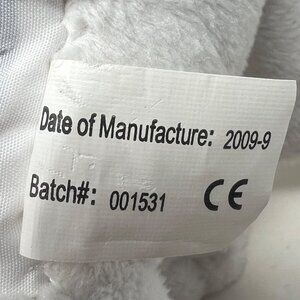 Date of Manufacture: 2009-9
Batch#: 001531 CE